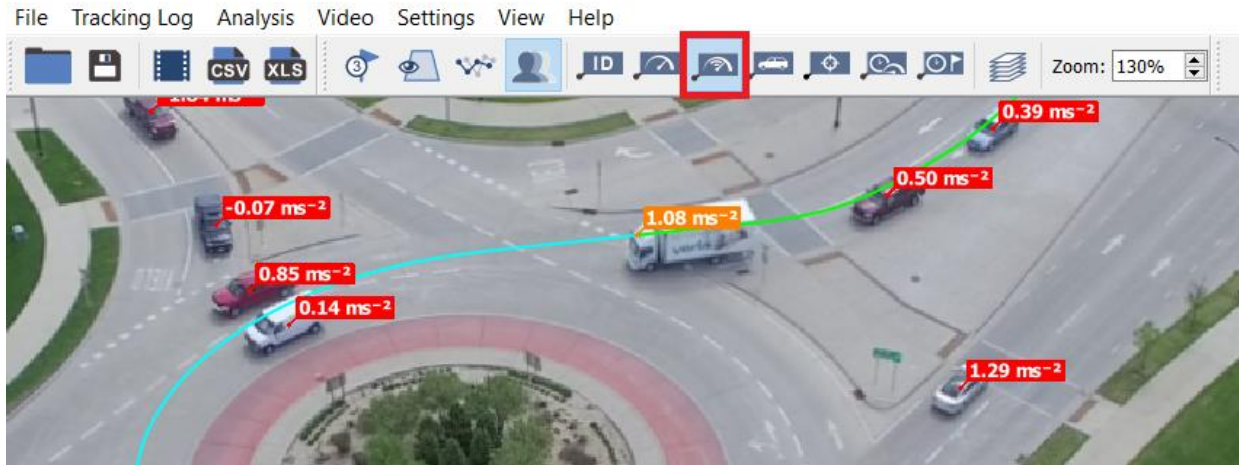 File Tracking Log Analysis Video Settings View Help
3 CSV XLS ID Zoom: 130%
0.39 ms⁻²
0.50 ms⁻²
-0.07 ms⁻²
1.08 ms⁻²
0.85 ms⁻²
0.14 ms⁻²
1.29 ms⁻²